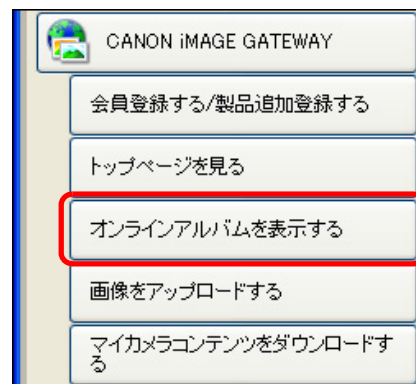 CANON iMAGE GATEWAY
会員登録する/製品追加登録する
トップページを見る
オンラインアルバムを表示する
画像をアップロードする
マイカメラコンテンツをダウンロードす
る